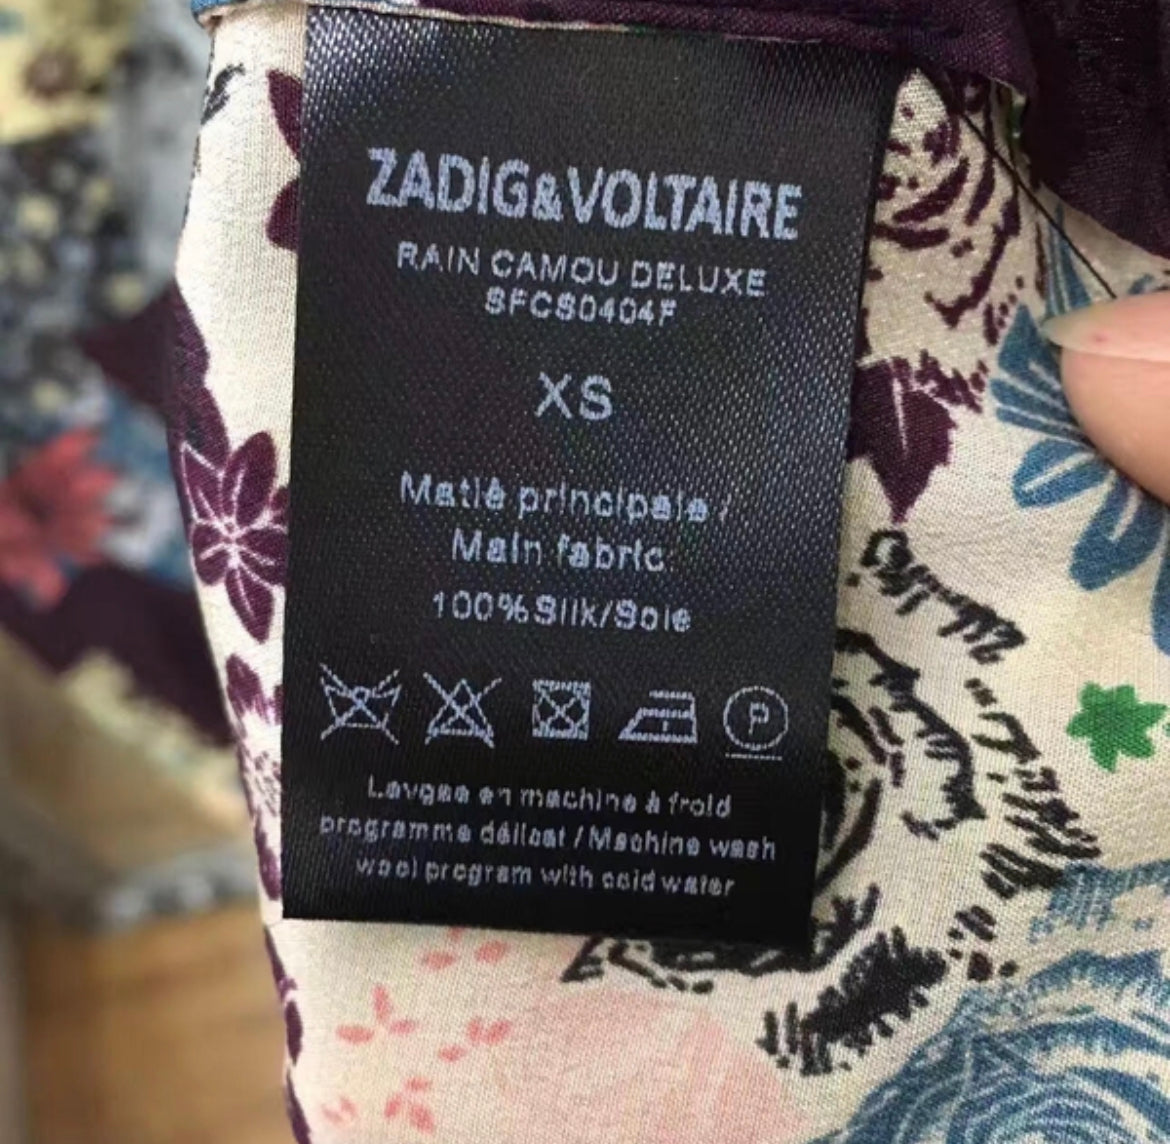 ZADIG&VOLTAIRE
RAIN CAMOU DELUXE
SFCS0404F
XS
Matiè principale /
Main fabric:
100%Silk/Soie
P
Lavgae en machine à froid
programme délicat / Machine wash
wool program with cold water